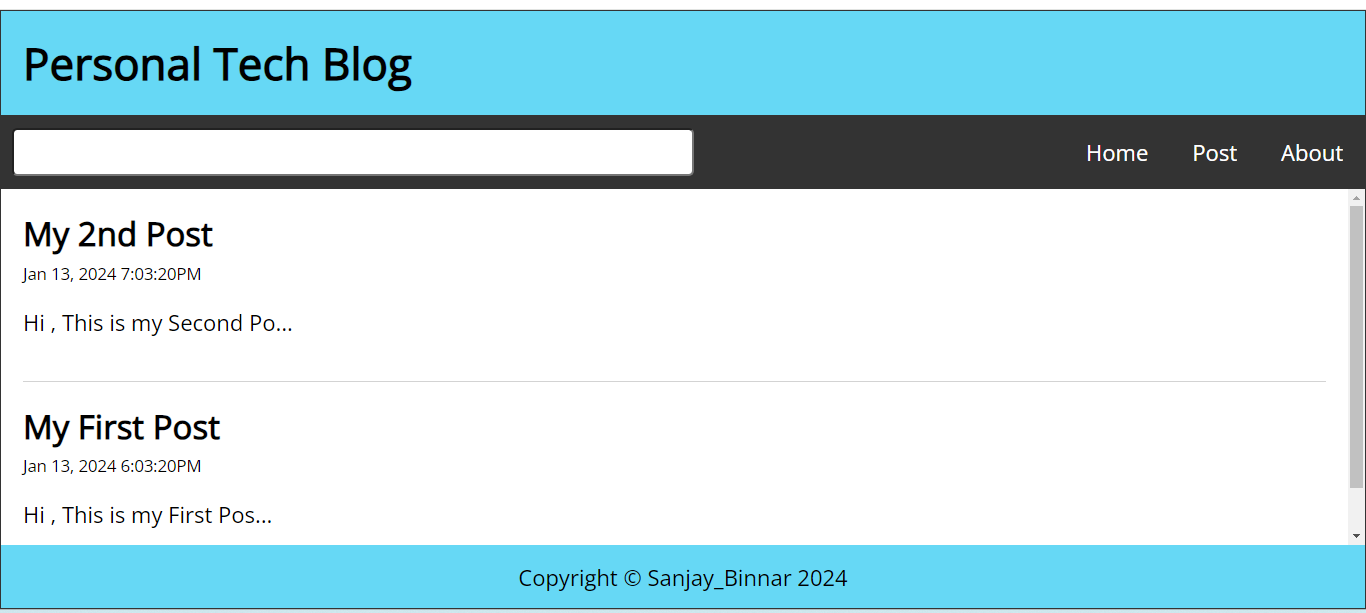 Personal Tech Blog
Home Post About
My 2nd Post
Jan 13, 2024 7:03:20PM
Hi , This is my Second Po...
My First Post
Jan 13, 2024 6:03:20PM
Hi , This is my First Pos...
Copyright © Sanjay_Binnar 2024